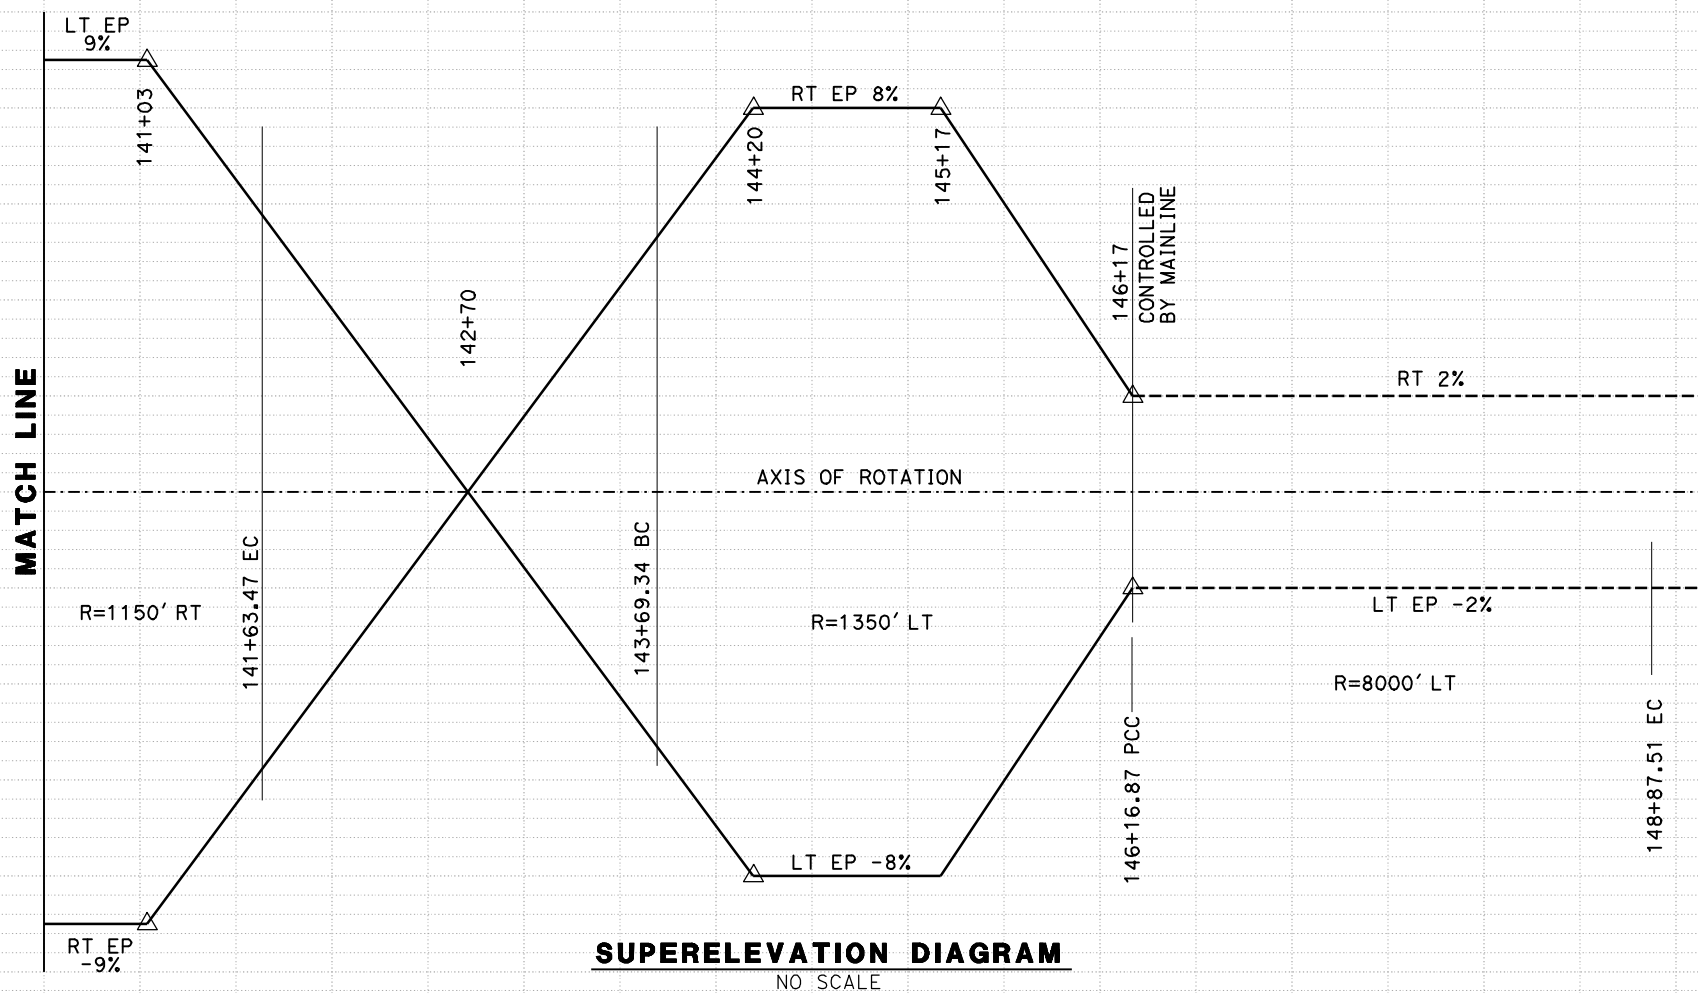 LT EP
9%
141+03
RT EP 8%
144+20
145+17
146+17
CONTROLLED
BY MAINLINE
142+70
MATCH LINE
RT 2%
AXIS OF ROTATION
141+63.47 EC
143+69.34 BC
R=1150' RT
R=1350' LT
LT EP -2%
R=8000' LT
146+16.87 PCC
148+87.51 EC
LT EP -8%
RT EP
-9%
SUPERELEVATION DIAGRAM
NO SCALE